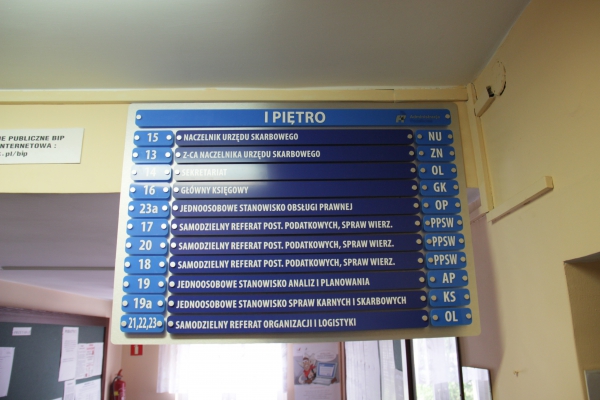 I PIĘTRO
15 NACZELNIK URZĘDU SKARBOWEGO NU
13 Z-CA NACZELNIKA URZĘDU SKARBOWEGO ZN
14 SEKRETARIAT OL
16 GŁÓWNY KSIĘGOWY GK
23a JEDNOOSOBOWE STANOWISKO OBSŁUGI PRAWNEJ OP
17 SAMODZIELNY REFERAT POST. PODATKOWYCH, SPRAW WIERZ. PPSW
20 SAMODZIELNY REFERAT POST. PODATKOWYCH, SPRAW WIERZ. PPSW
18 SAMODZIELNY REFERAT POST. PODATKOWYCH, SPRAW WIERZ. PPSW
19 JEDNOOSOBOWE STANOWISKO ANALIZ I PLANOWANIA AP
19a JEDNOOSOBOWE STANOWISKO SPRAW KARNYCH I SKARBOWYCH KS
21,22,23 SAMODZIELNY REFERAT ORGANIZACJI I LOGISTYKI OL
E PUBLICZNE BIP
NTERNETOWA :
.pl/bip